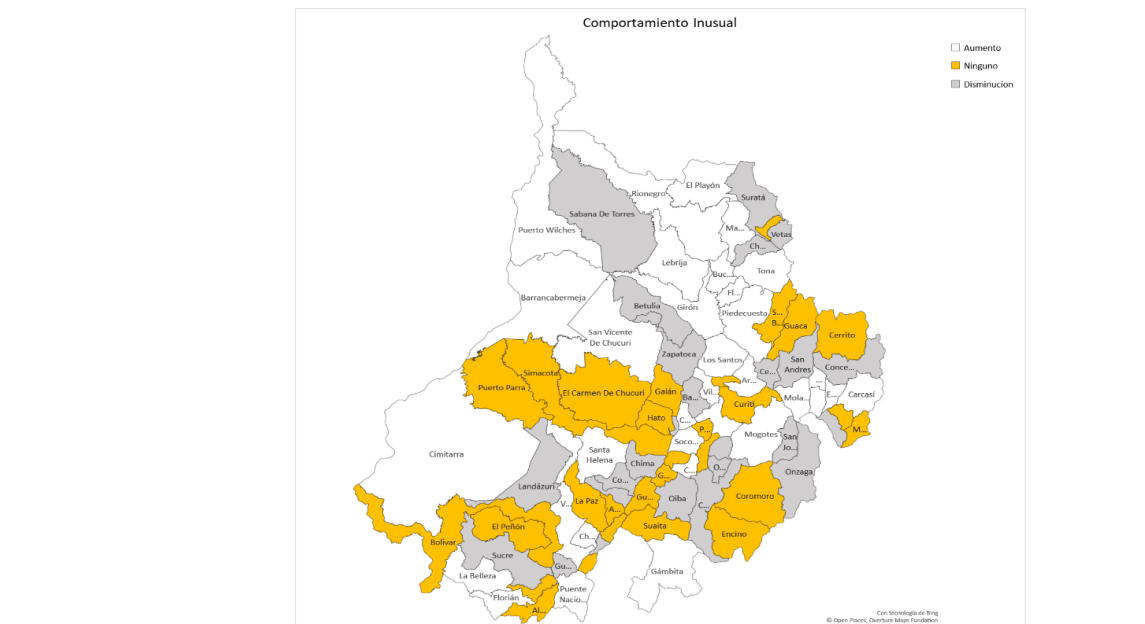 Comportamiento Inusual
Aumento
Ninguno
Disminucion
El Playón
Rionegro
Suratá
Sabana De Torres
Ma...
Puerto Wilches
Vetas
Ch...
Lebrija
Buc...
Tona
Fl...
Barrancabermeja
Betulia
Girón
Piedecuesta
S...
B...
Guaca
San Vicente
De Chucuri
Cerrito
Zapatoca
Los Santos
San
Andres
Simacota
Ce...
Conce...
Puerto Parra
El Carmen De Chucuri
Galán
Ar...
...
Ba...
Vil...
Mola...
E...
Carcasí
Curití
Hato
C...
P...
M...
Mogotes
San
Jo...
Soco...
Santa
Helena
Cimitarra
Chima
C...
O...
Onzaga
G...
Co...
Landázuri
Coromoro
V...
La Paz
Gu...
Oiba
C...
A...
El Peñón
Suaita
Encino
Bolívar
Ch...
Sucre
Gu...
Gámbita
La Belleza
Puente
Nacio...
Florián
Al...
Con tecnología de Bing
© Open Places, Overture Maps Fundation